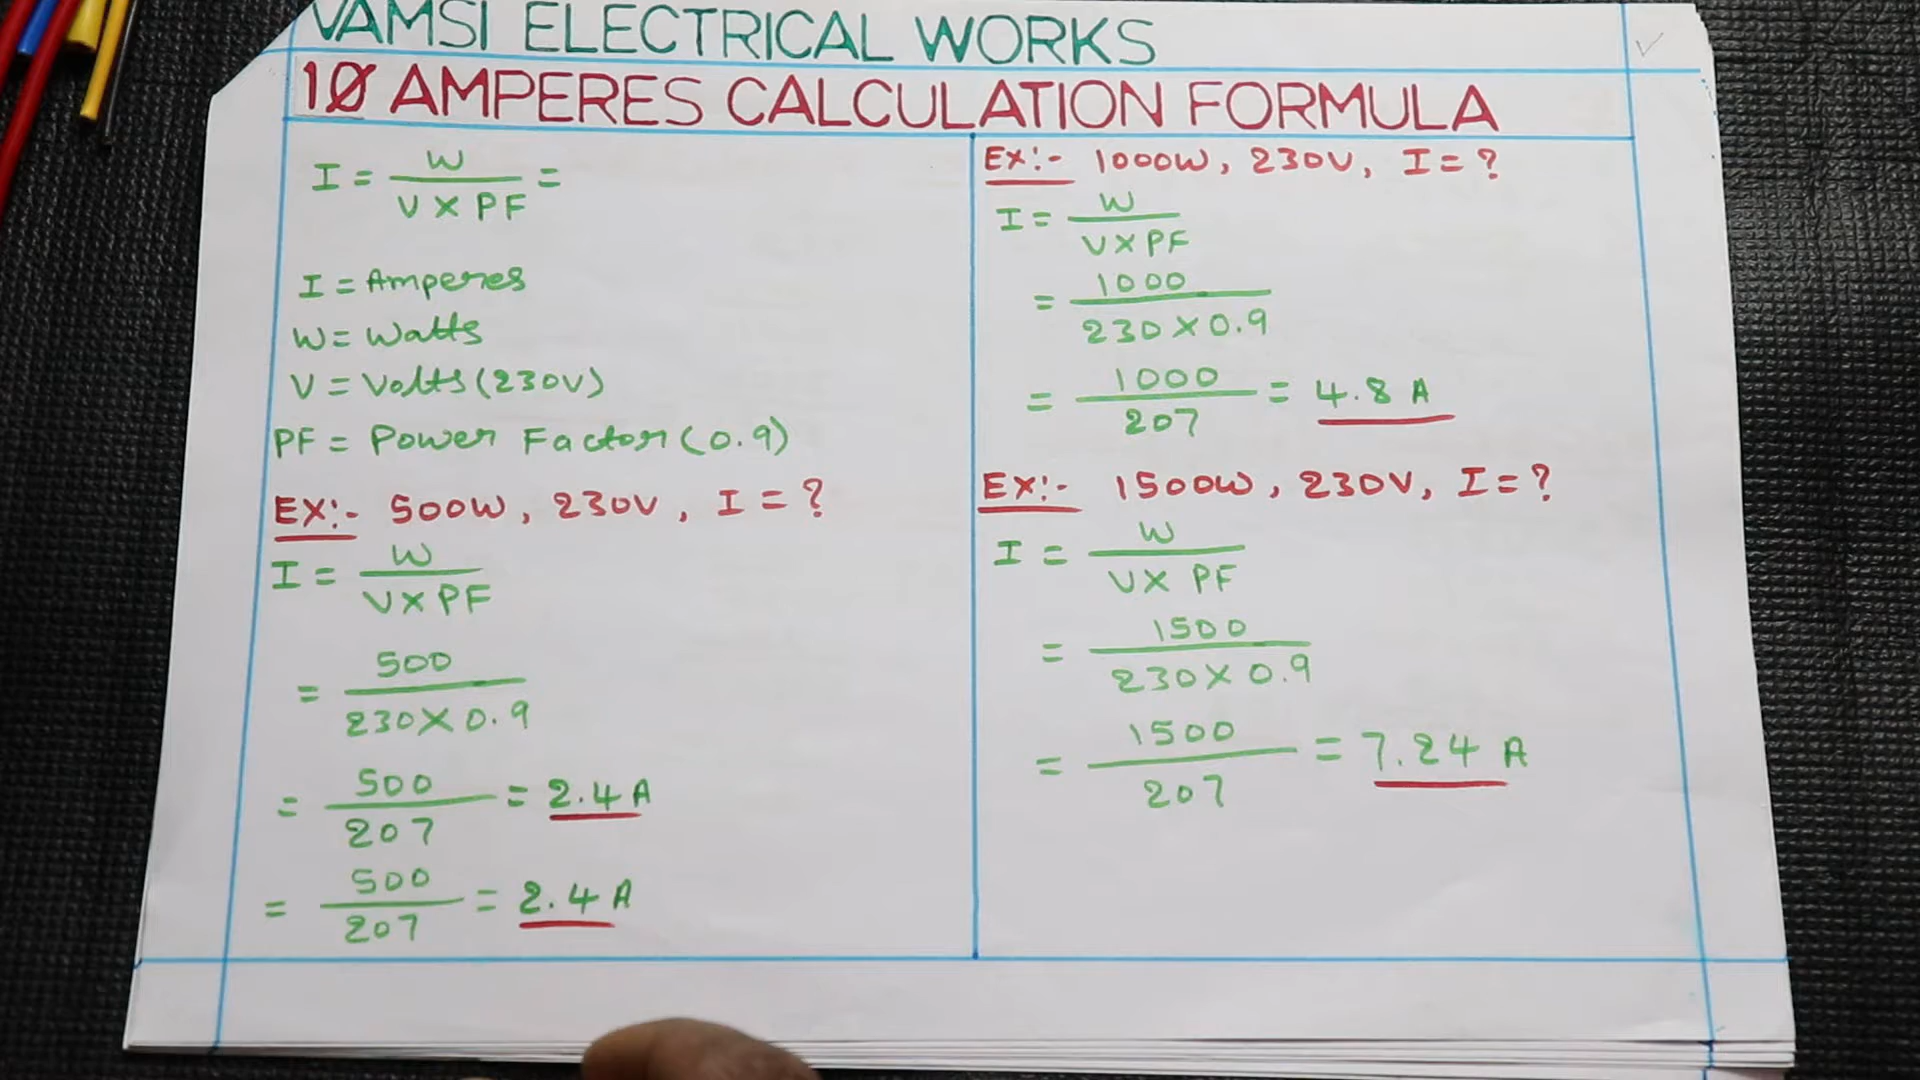 VAMSI ELECTRICAL WORKS
1Ø AMPERES CALCULATION FORMULA
I = W / V X PF =
I = Amperes
W = Watts
V = Volts (230V)
PF = Power Factor (0.9)
EX:- 500W, 230V, I = ?
I = W / V X PF
= 500 / 230 X 0.9
= 500 / 207 = 2.4 A
= 500 / 207 = 2.4 A
EX:- 1000W, 230V, I = ?
I = W / V X PF
= 1000 / 230 X 0.9
= 1000 / 207 = 4.8 A
EX:- 1500W, 230V, I = ?
I = W / V X PF
= 1500 / 230 X 0.9
= 1500 / 207 = 7.24 A